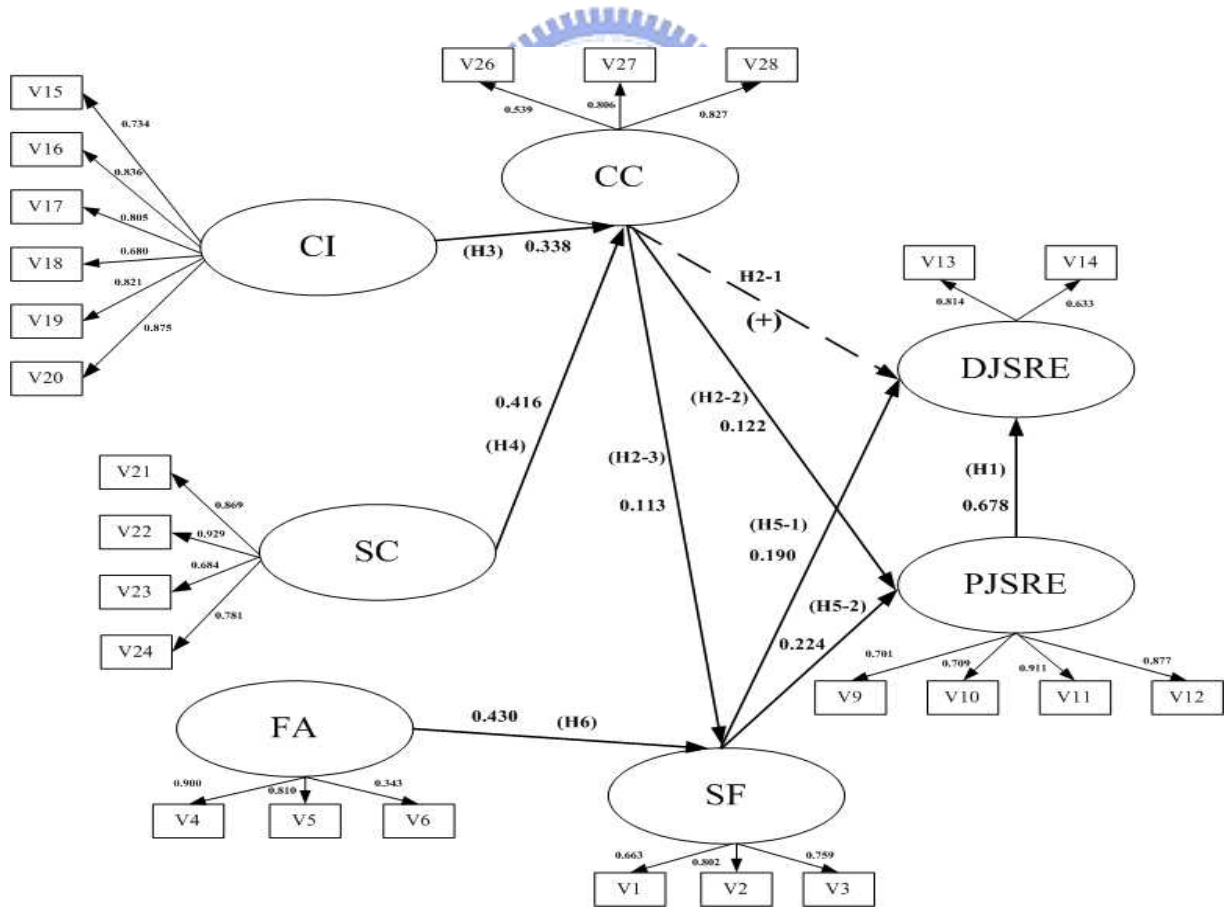 V26 V27 V28
0.539 0.806 0.827
CC
V15
V16
V17
V18
V19
V20
0.734
0.836
0.805
0.680
0.821
0.875
CI
(H3) 0.338
H2-1
(+)
V13 V14
0.814 0.633
DJSRE
0.416
(H4)
(H2-2)
0.122
(H2-3)
0.113
(H1)
0.678
V21
V22
V23
V24
0.869
0.929
0.684
0.781
SC
(H5-1)
0.190
PJSRE
(H5-2)
0.224
0.701 0.709 0.911 0.877
V9 V10 V11 V12
FA
0.430 (H6)
0.900 0.810 0.343
V4 V5 V6
SF
0.663 0.802 0.759
V1 V2 V3